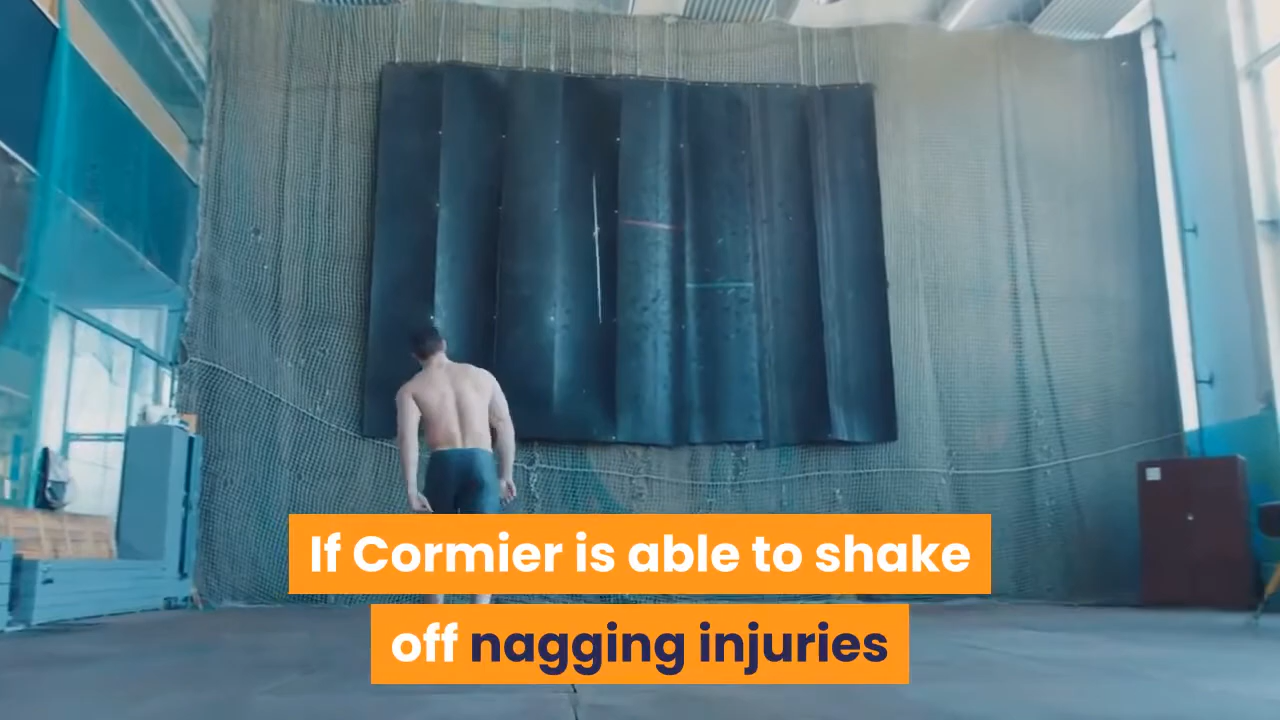 If Cormier is able to shake
off nagging injuries